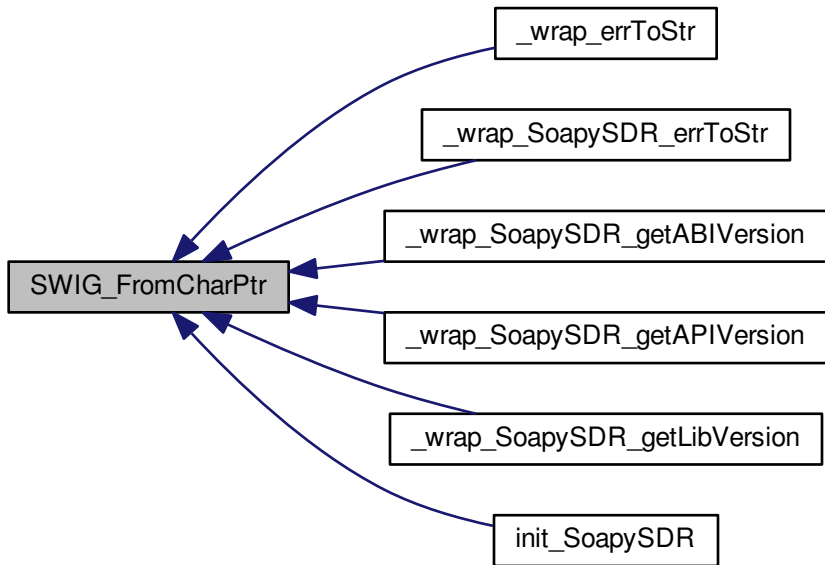 _wrap_errToStr
_wrap_SoapySDR_errToStr
_wrap_SoapySDR_getABIVersion
SWIG_FromCharPtr
_wrap_SoapySDR_getAPIVersion
_wrap_SoapySDR_getLibVersion
init_SoapySDR